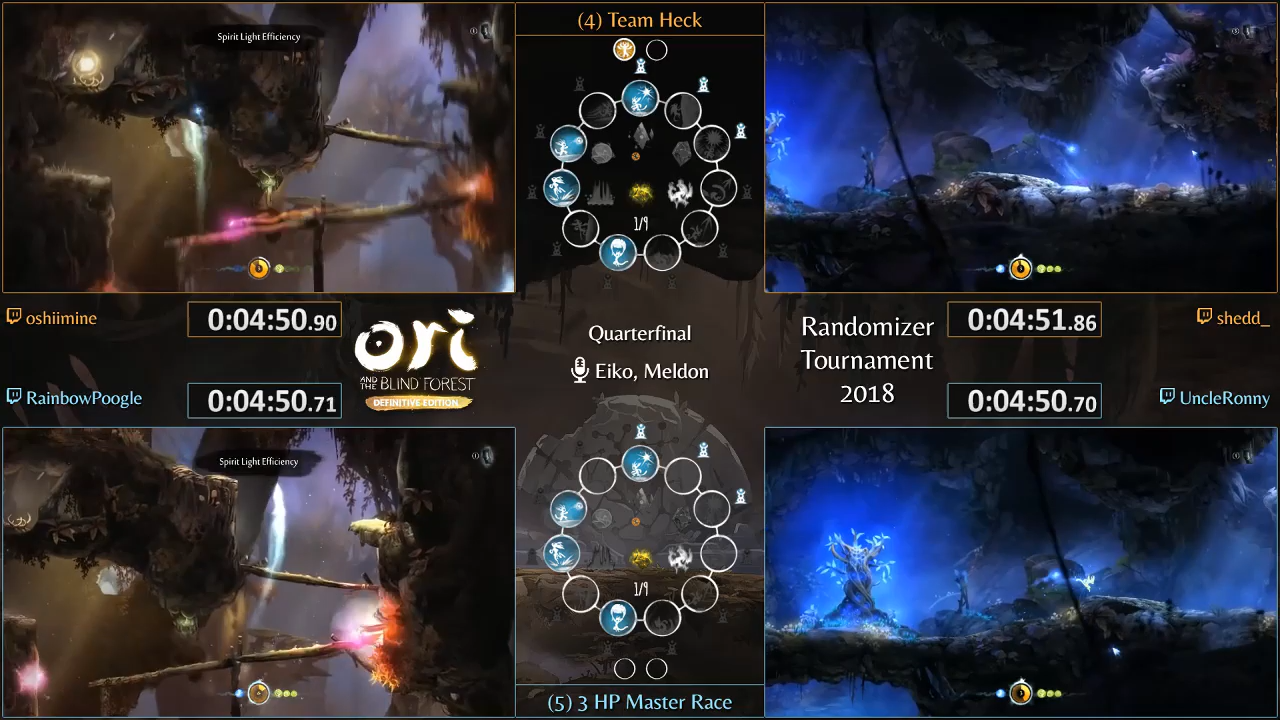 Spirit Light Efficiency
(4) Team Heck
1/9
oshiimine
0:04:50.90
ori
AND THE BLIND FOREST
DEFINITIVE EDITION
Quarterfinal
Eiko, Meldon
Randomizer
Tournament
2018
0:04:51.86
shedd_
RainbowPoogle
0:04:50.71
0:04:50.70
UncleRonny
Spirit Light Efficiency
1/9
(5) 3 HP Master Race